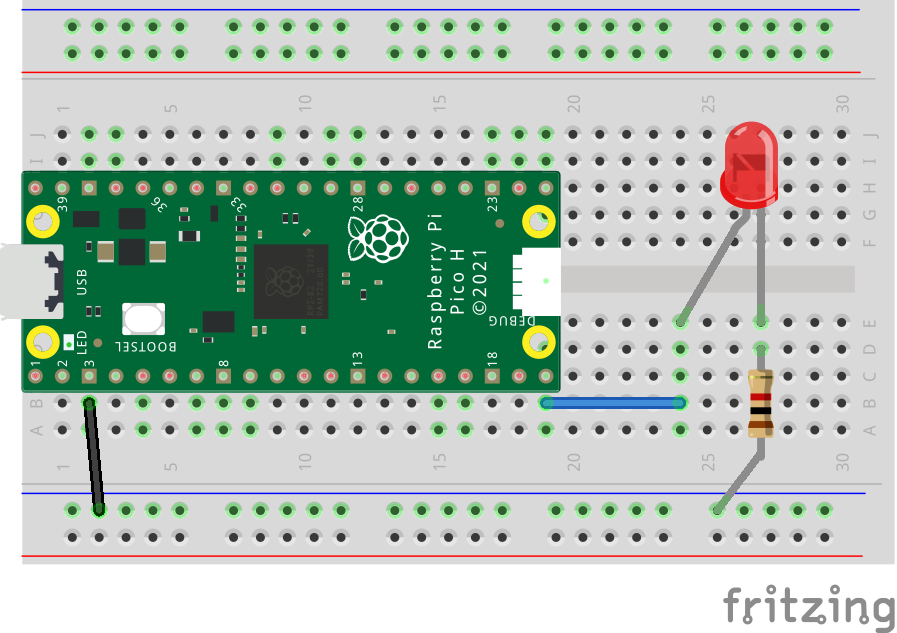 1 5 10 15 20 25 30
J J
I I
H H
G G
F F
39 36 33 28 23
USB
Raspberry Pi
Pico H
©2021
DEBUG
LED
BOOTSEL
1 2 3 8 13 18
E E
D D
C C
B B
A A
1 5 10 15 20 25 30
fritzing